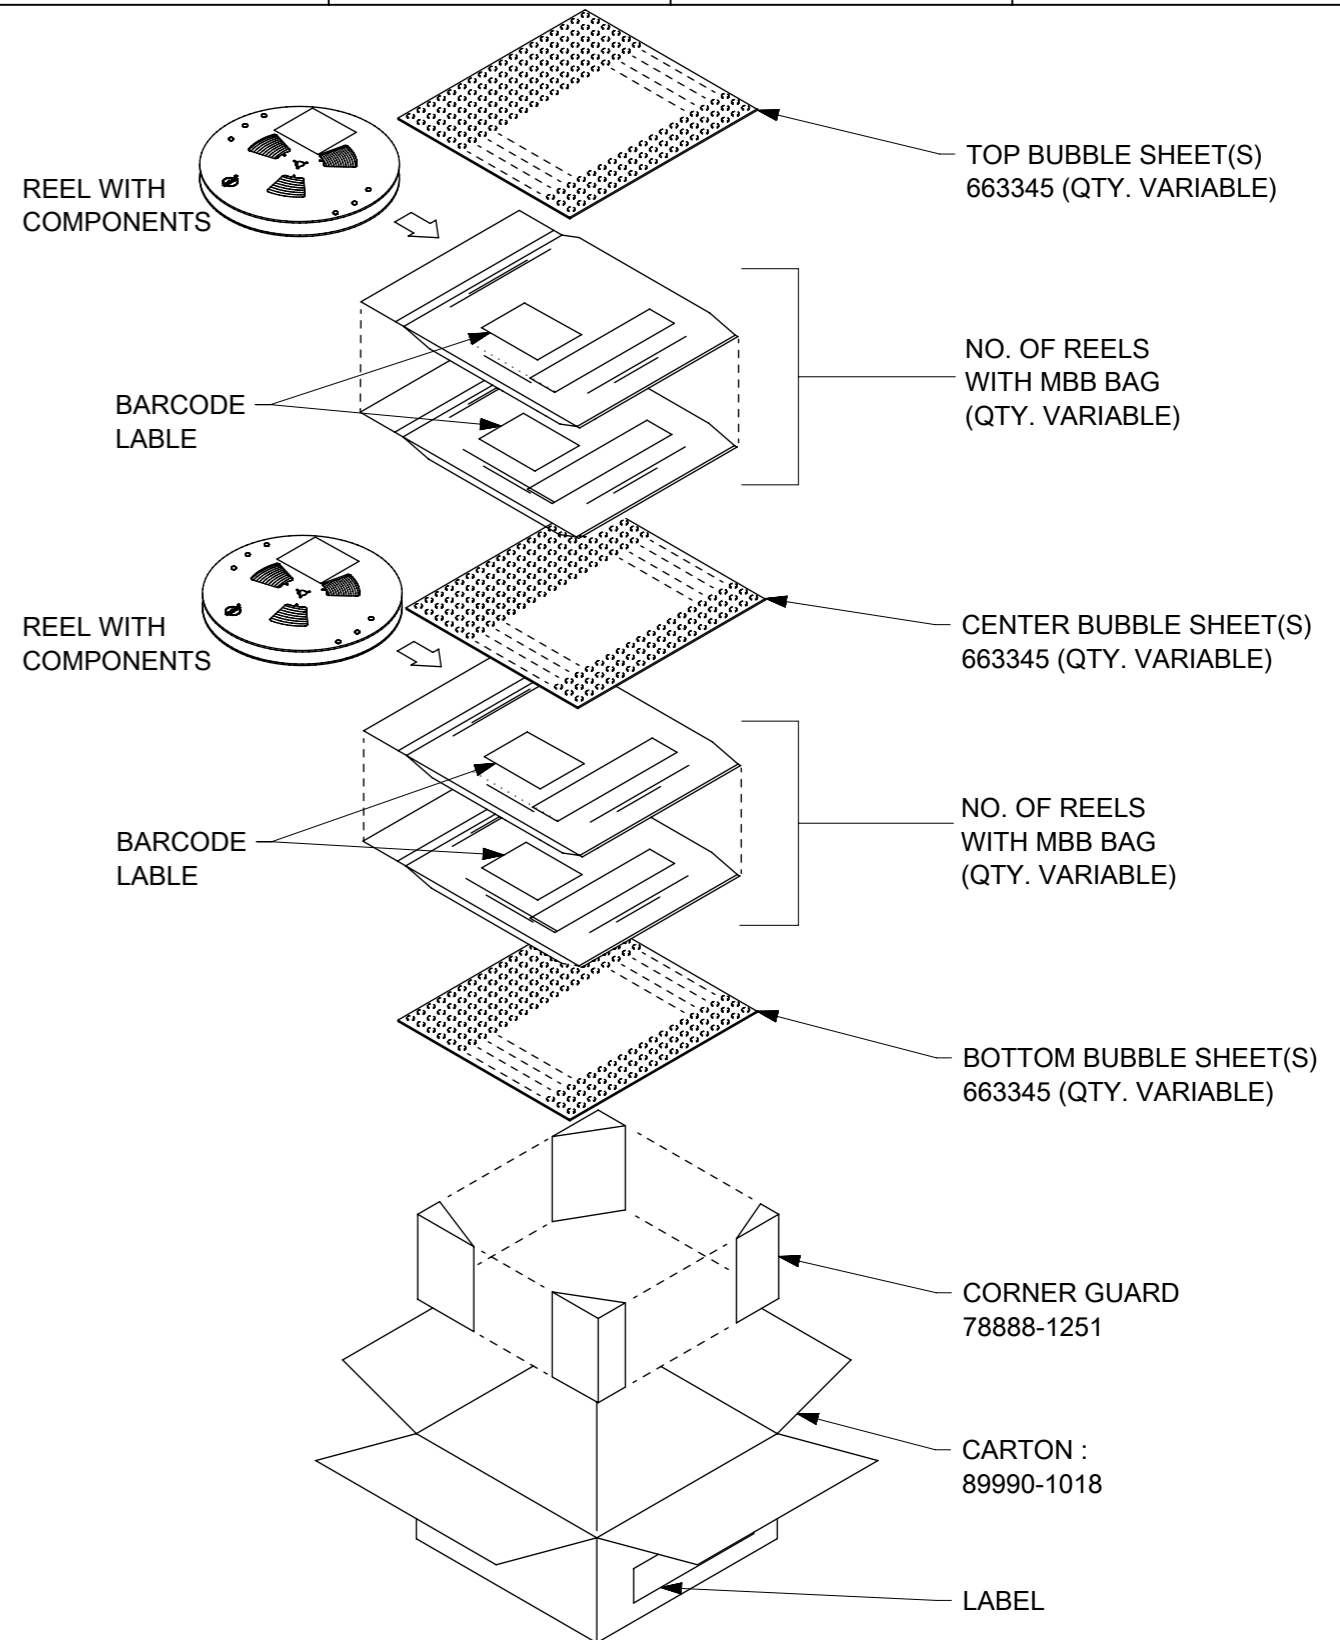 TOP BUBBLE SHEET(S)
663345 (QTY. VARIABLE)
REEL WITH
COMPONENTS
NO. OF REELS
WITH MBB BAG
(QTY. VARIABLE)
BARCODE
LABLE
CENTER BUBBLE SHEET(S)
663345 (QTY. VARIABLE)
REEL WITH
COMPONENTS
NO. OF REELS
WITH MBB BAG
(QTY. VARIABLE)
BARCODE
LABLE
BOTTOM BUBBLE SHEET(S)
663345 (QTY. VARIABLE)
CORNER GUARD
78888-1251
CARTON :
89990-1018
LABEL